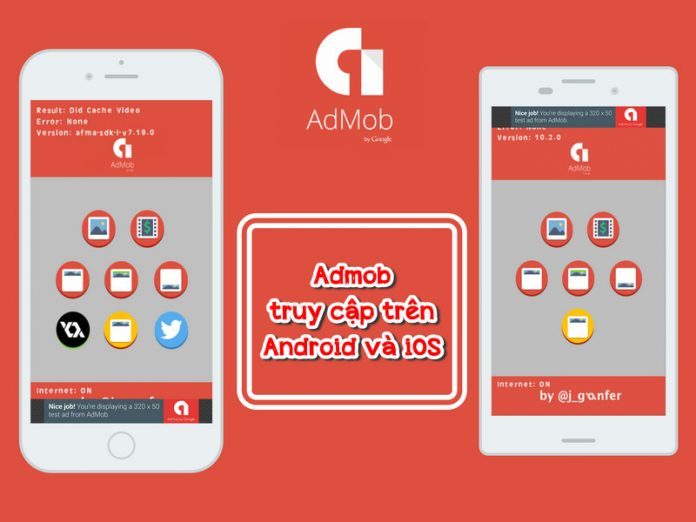 AdMob
by Google
Result: Did Cache Video
Error: None
Version: afma-sdk-i-v7.19.0
AdMob
Internet: ON
Nice job! You're displaying a 320 x 50
test ad from AdMob.
Admob
truy cập trên
Android và iOS
Nice job! You're displaying a 320 x 50
test ad from AdMob.
Error: None
Version: 10.2.0
AdMob
Internet: ON
by @j_gonfer